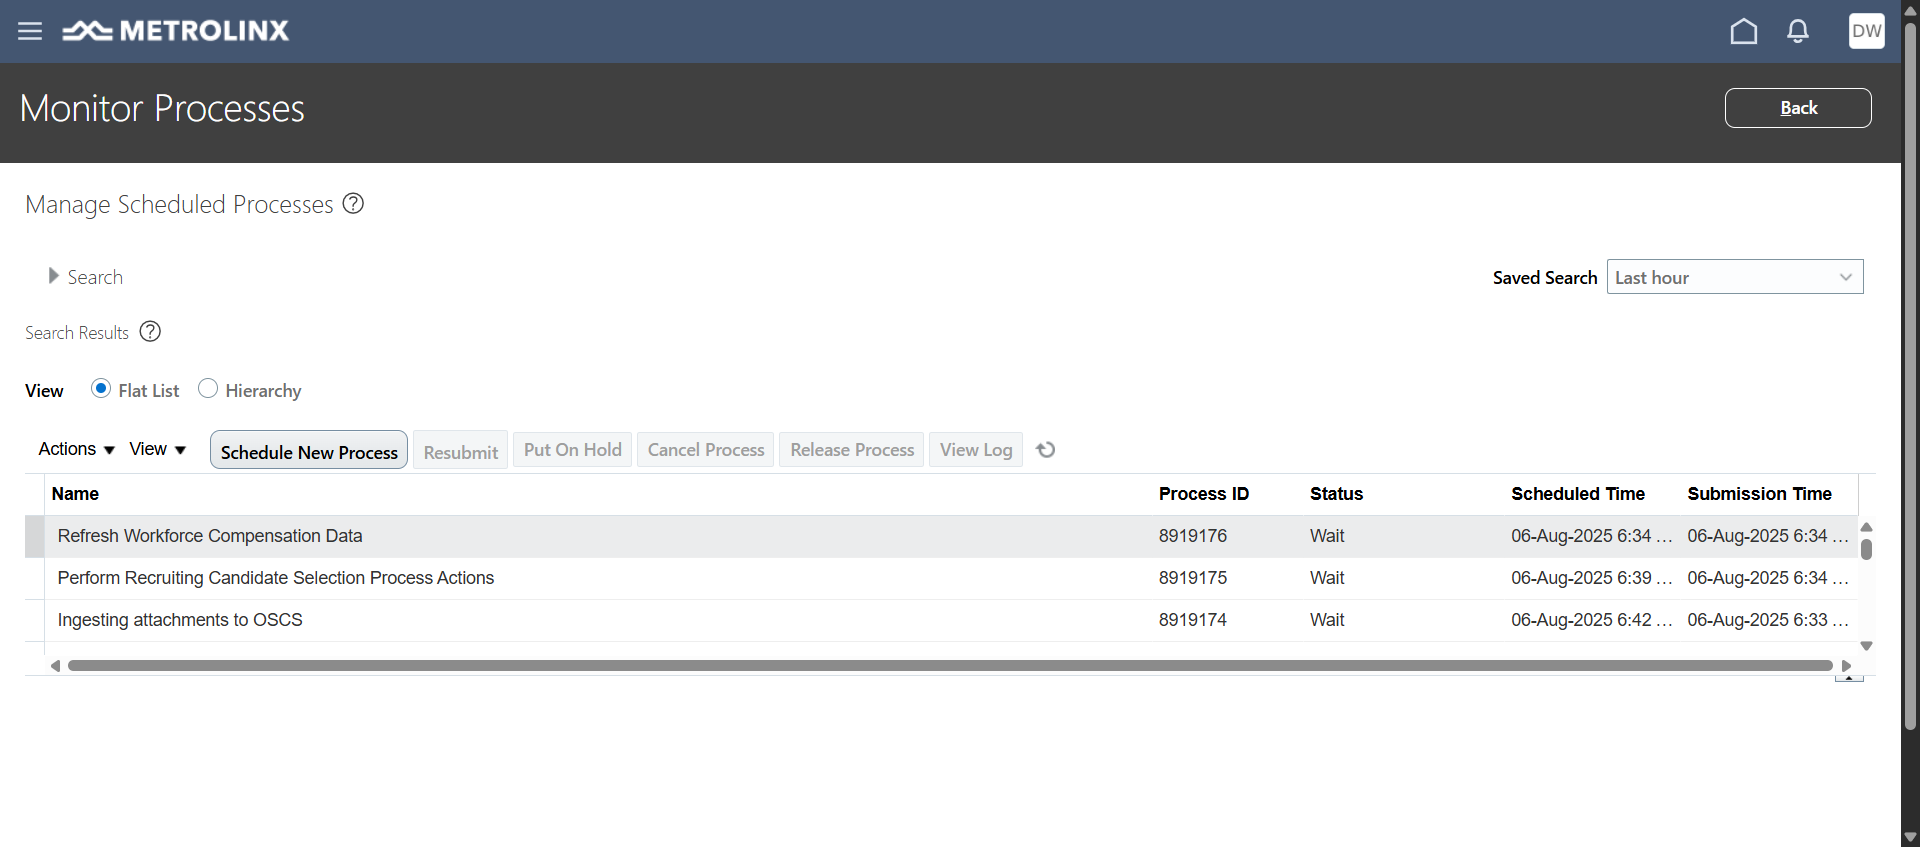 METROLINX
DW
Monitor Processes
Back
Manage Scheduled Processes ?
Search
Saved Search Last hour
Search Results ?
View Flat List Hierarchy
Actions View Schedule New Process Resubmit Put On Hold Cancel Process Release Process View Log
Name Process ID Status Scheduled Time Submission Time
Refresh Workforce Compensation Data 8919176 Wait 06-Aug-2025 6:34 ... 06-Aug-2025 6:34 ...
Perform Recruiting Candidate Selection Process Actions 8919175 Wait 06-Aug-2025 6:39 ... 06-Aug-2025 6:34 ...
Ingesting attachments to OSCS 8919174 Wait 06-Aug-2025 6:42 ... 06-Aug-2025 6:33 ...